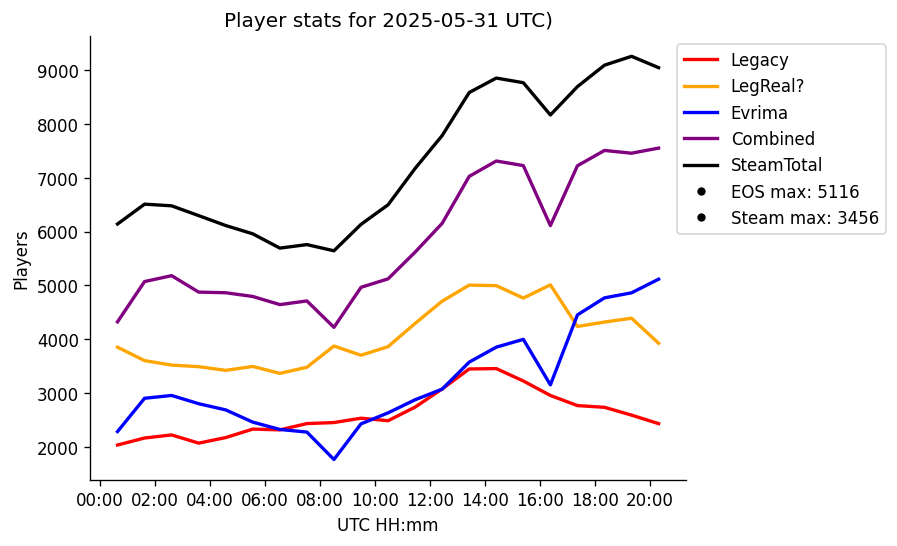 Player stats for 2025-05-31 UTC)
Legacy
LegReal?
Evrima
Combined
SteamTotal
EOS max: 5116
Steam max: 3456
Players
9000
8000
7000
6000
5000
4000
3000
2000
00:00 02:00 04:00 06:00 08:00 10:00 12:00 14:00 16:00 18:00 20:00
UTC HH:mm